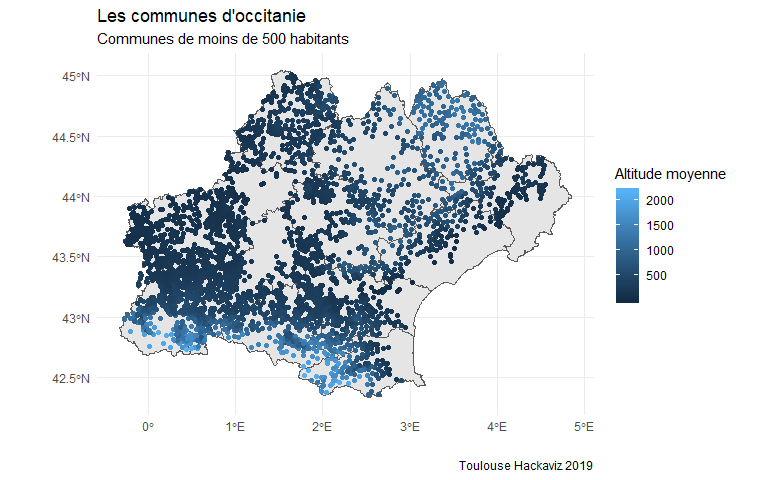 Les communes d'occitanie
Communes de moins de 500 habitants
45°N
44.5°N
44°N
43.5°N
43°N
42.5°N
0°
1°E
2°E
3°E
4°E
5°E
Altitude moyenne
2000
1500
1000
500
Toulouse Hackaviz 2019